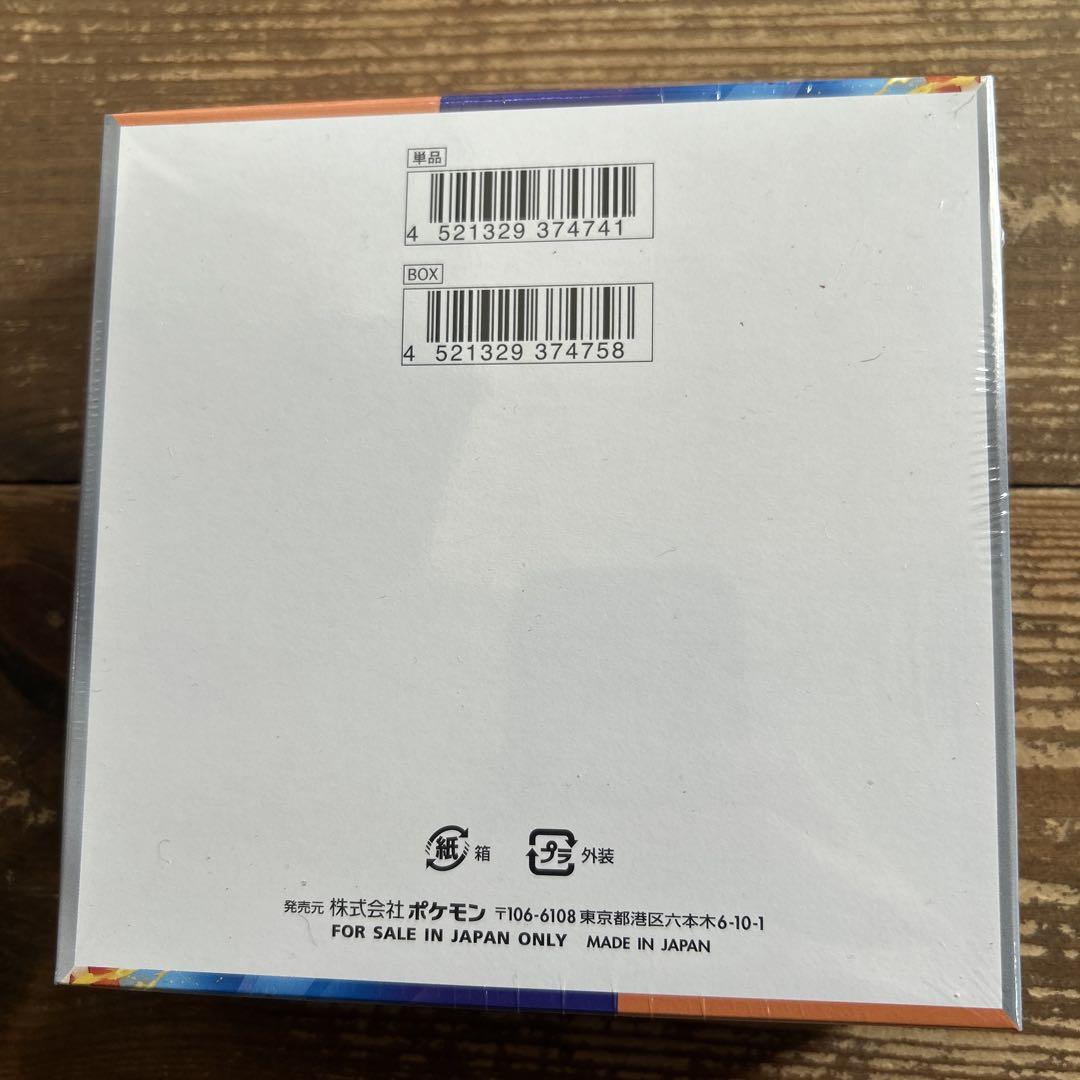 単品
4 521329 374741
BOX
4 521329 374758
紙 箱 プラ 外装
発売元 株式会社 ポケモン 〒106-6108 東京都港区六本木6-10-1
FOR SALE IN JAPAN ONLY MADE IN JAPAN